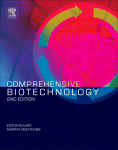 COMPREHENSIVE
BIOTECHNOLOGY
2ND EDITION
EDITOR-IN-CHIEF
MURRAY MOO-YOUNG